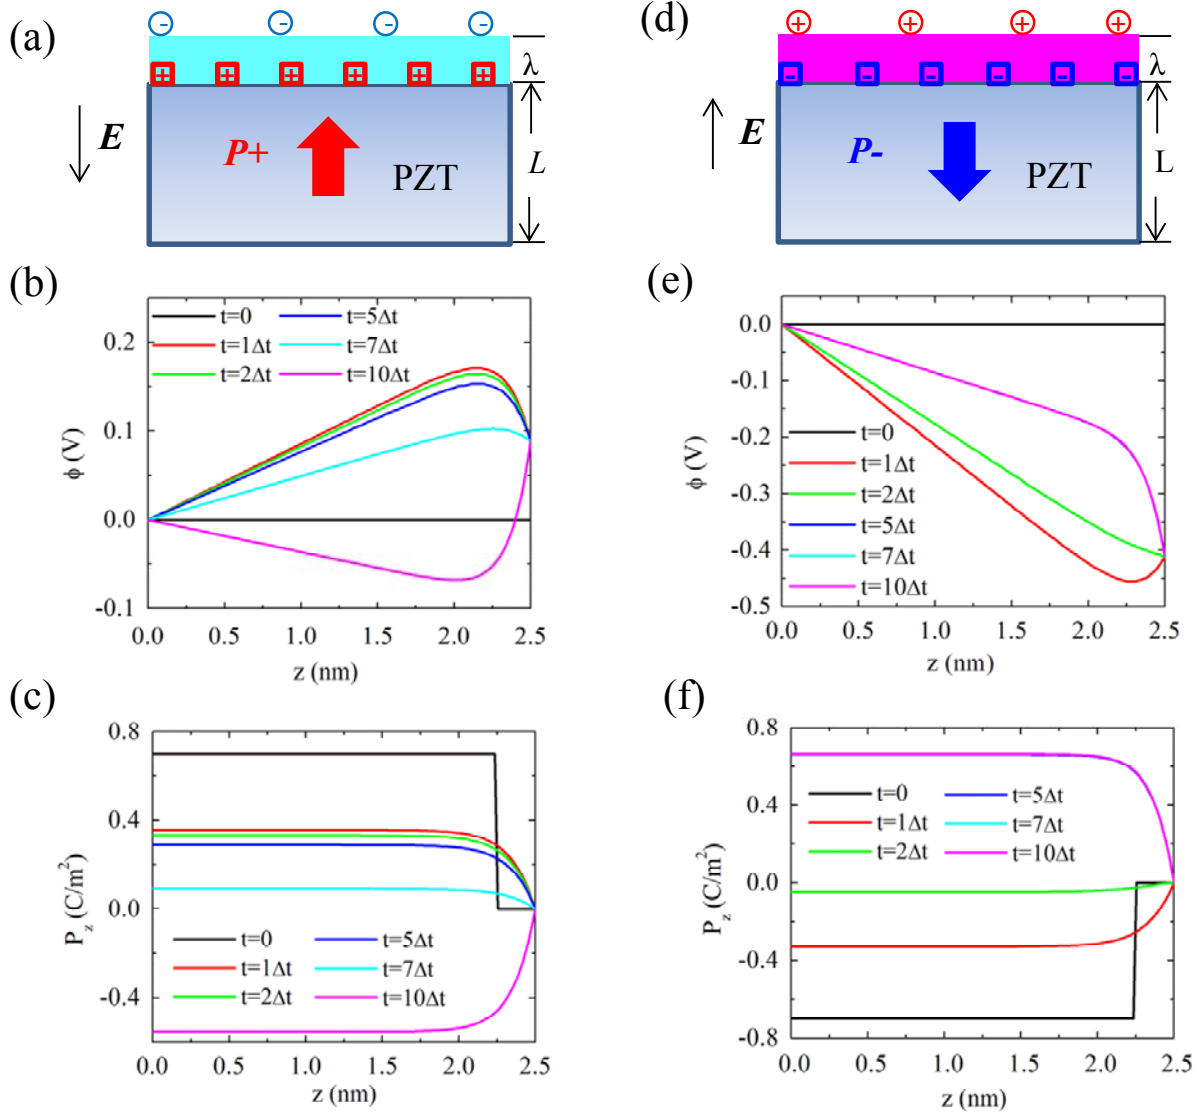 (a)
- - - -
+ + + + + +
λ
E
P+
PZT
L
(d)
+ + + +
- - - - - -
λ
E
P-
PZT
L
(b)
t=0 t=5Δt
t=1Δt t=7Δt
t=2Δt t=10Δt
0.2
0.1
0.0
-0.1
ϕ (V)
0.0 0.5 1.0 1.5 2.0 2.5
z (nm)
(e)
0.0
-0.1
-0.2
-0.3
-0.4
-0.5
ϕ (V)
t=0
t=1Δt
t=2Δt
t=5Δt
t=7Δt
t=10Δt
0.0 0.5 1.0 1.5 2.0 2.5
z (nm)
(c)
0.8
0.4
0.0
-0.4
P_z (C/m²)
t=0 t=5Δt
t=1Δt t=7Δt
t=2Δt t=10Δt
0.0 0.5 1.0 1.5 2.0 2.5
z (nm)
(f)
0.8
0.4
0.0
-0.4
-0.8
P_z (C/m²)
t=0 t=5Δt
t=1Δt t=7Δt
t=2Δt t=10Δt
0.0 0.5 1.0 1.5 2.0 2.5
z (nm)